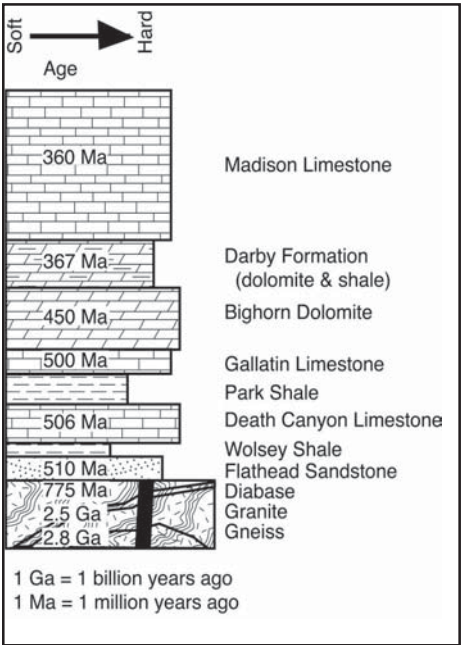 Soft
Hard
Age
360 Ma
Madison Limestone
367 Ma
Darby Formation
(dolomite & shale)
450 Ma
Bighorn Dolomite
500 Ma
Gallatin Limestone
Park Shale
506 Ma
Death Canyon Limestone
Wolsey Shale
510 Ma
Flathead Sandstone
775 Ma
Diabase
2.5 Ga
Granite
2.8 Ga
Gneiss
1 Ga = 1 billion years ago
1 Ma = 1 million years ago